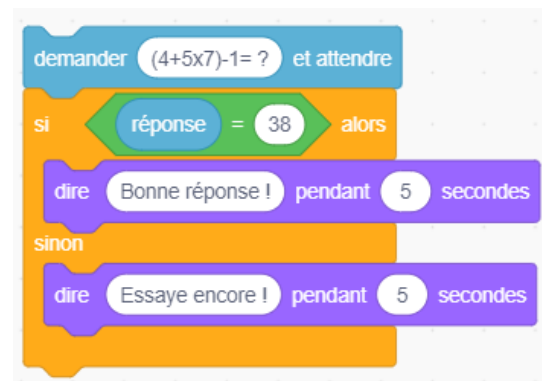 demander (4+5x7)-1= ? et attendre
si réponse = 38 alors
dire Bonne réponse ! pendant 5 secondes
sinon
dire Essaye encore ! pendant 5 secondes